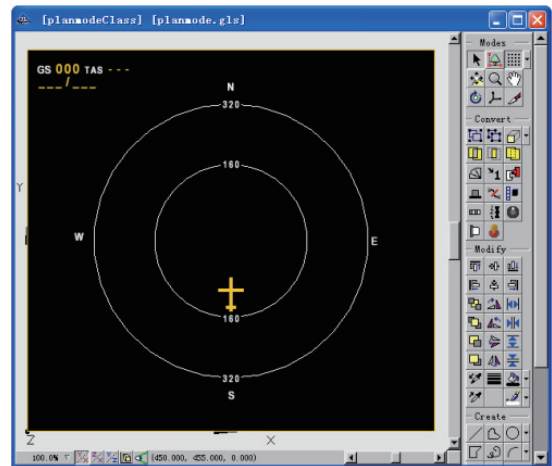 [planmodeClass] [planmode.gls]
Modes
GS 000 TAS - - -
_ _ _ / _ _ _
N
320
160
Convert
Y
W
E
Modify
160
320
S
Create
Z
X
100.0% (450.000, 455.000, 0.000)